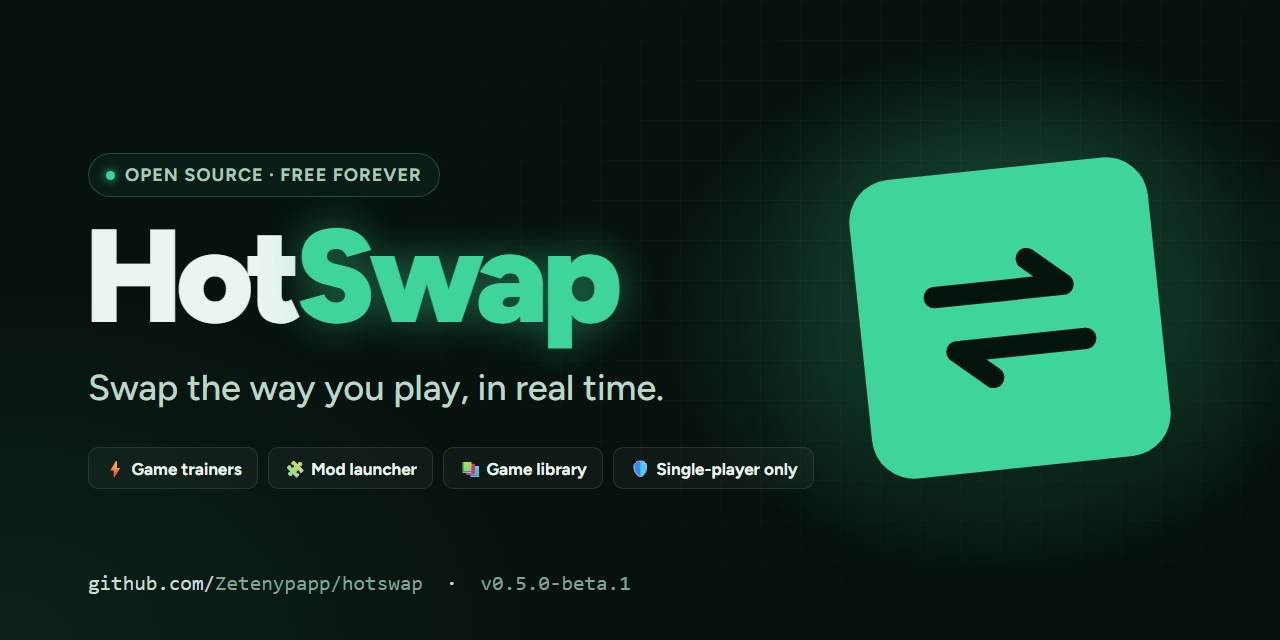 OPEN SOURCE · FREE FOREVER
HotSwap
Swap the way you play, in real time.
Game trainers Mod launcher Game library Single-player only
github.com/Zetenypapp/hotswap · v0.5.0-beta.1